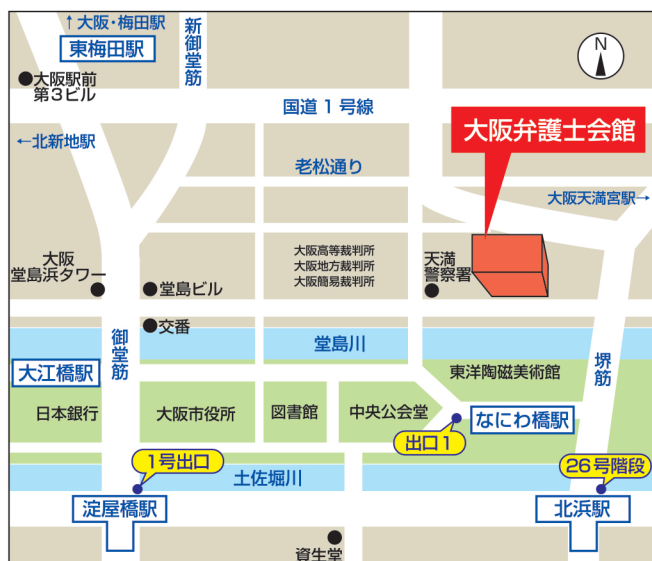 ↑大阪・梅田駅
東梅田駅
新御堂筋
N
●大阪駅前
第3ビル
国道1号線
大阪弁護士会館
←北新地駅
老松通り
大阪天満宮駅→
大阪高等裁判所
大阪地方裁判所
大阪簡易裁判所
大阪
堂島浜タワー
堂島ビル
天満
警察署
交番
御堂筋
堂島川
堺筋
大江橋駅
東洋陶磁美術館
日本銀行
大阪市役所
図書館
中央公会堂
なにわ橋駅
出口1
1号出口
土佐堀川
26号階段
淀屋橋駅
北浜駅
資生堂